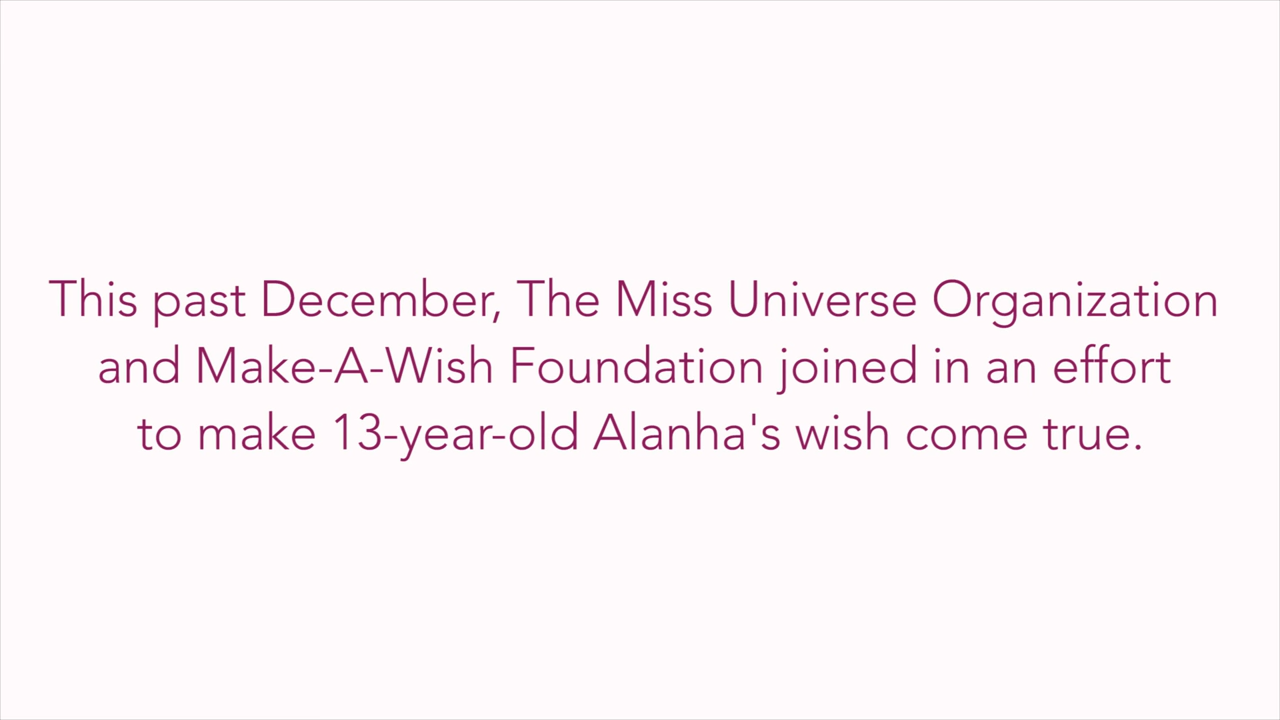 This past December, The Miss Universe Organization
and Make-A-Wish Foundation joined in an effort
to make 13-year-old Alanha's wish come true.